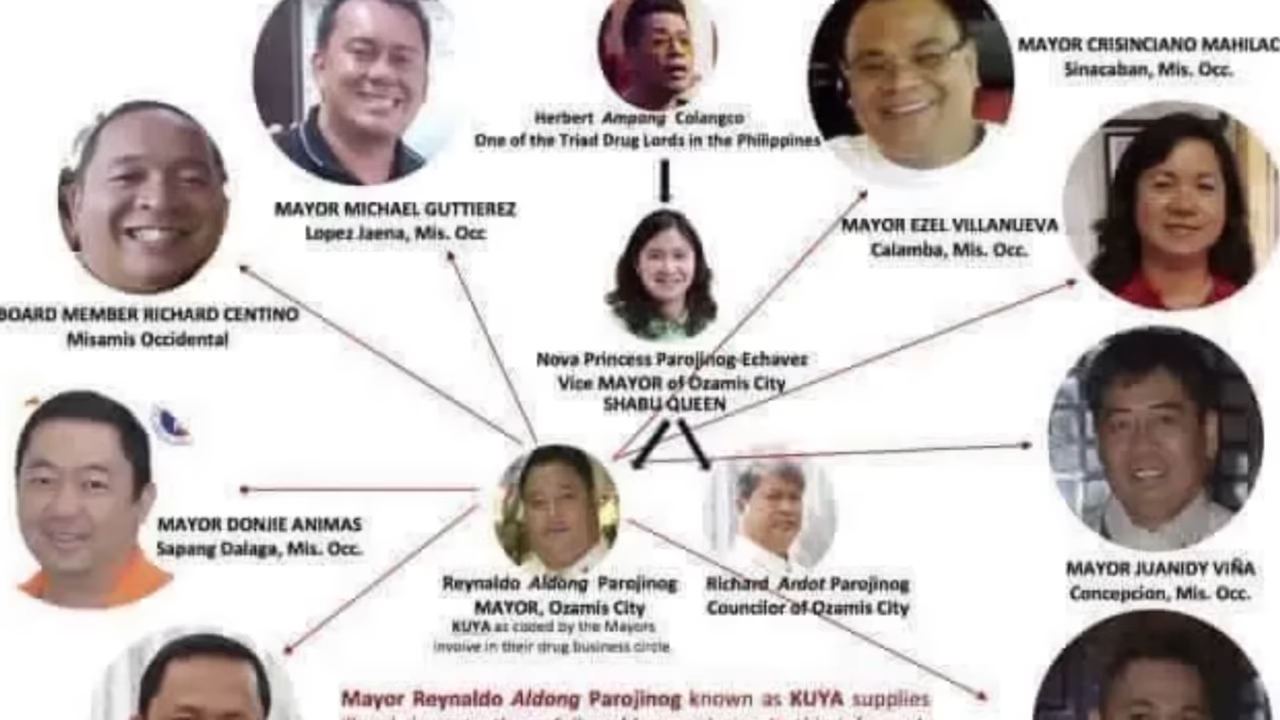 MAYOR CRISINCIANO MAHILAC
Sinacaban, Mis. Occ.
Herbert Ampang Colangco
One of the Triad Drug Lords in the Philippines
MAYOR MICHAEL GUTTIEREZ
Lopez Jaena, Mis. Occ
MAYOR EZEL VILLANUEVA
Calamba, Mis. Occ.
BOARD MEMBER RICHARD CENTINO
Misamis Occidental
Nova Princess Parojinog-Echavez
Vice MAYOR of Ozamis City
SHABU QUEEN
MAYOR DONJIE ANIMAS
Sapang Dalaga, Mis. Occ.
MAYOR JUANIDY VIÑA
Concepcion, Mis. Occ.
Reynaldo Aldong Parojinog
MAYOR, Ozamis City
KUYA as coded by the Mayors
involve in their drug business circle
Richard Ardot Parojinog
Councilor of Ozamis City
Mayor Reynaldo Aldong Parojinog known as KUYA supplies